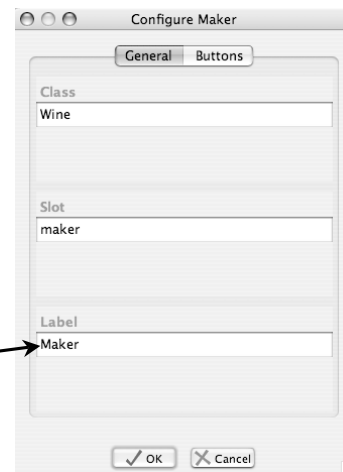 Configure Maker
General Buttons
Class
Wine
Slot
maker
Label
Maker
OK Cancel